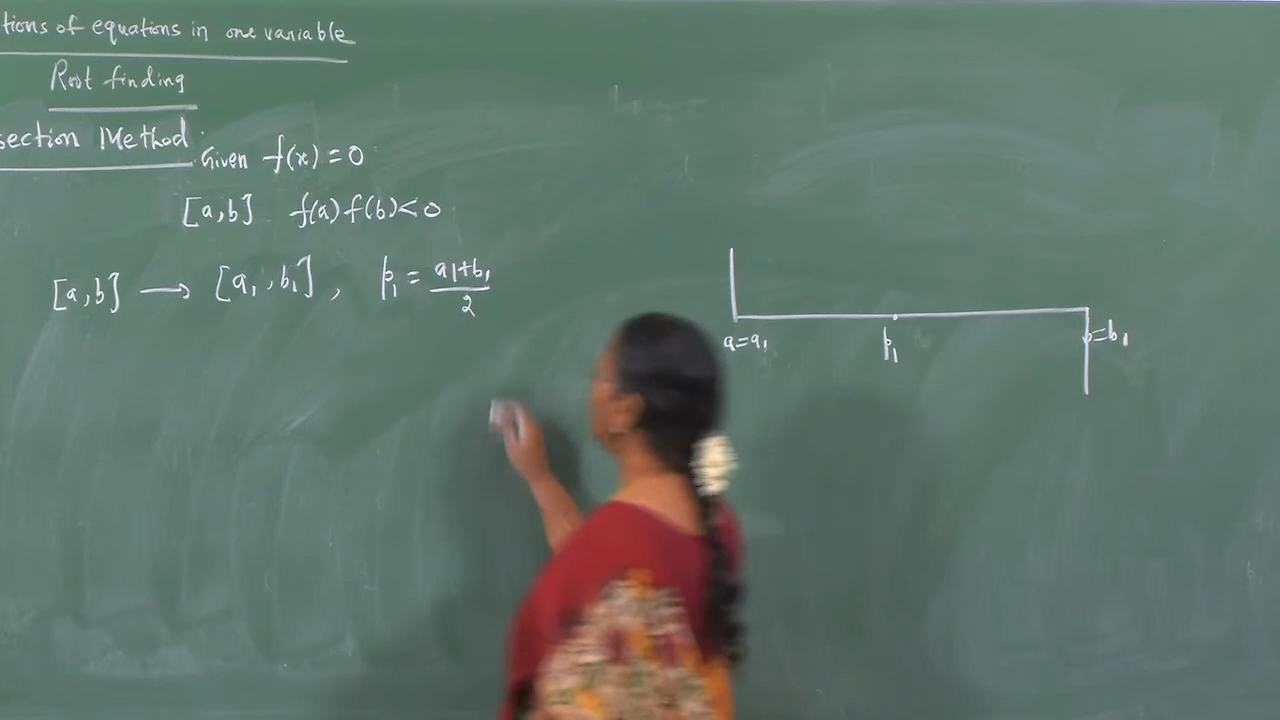 tions of equations in one variable
Root finding
section Method. Given f(x) = 0
[a,b] f(a) f(b) < 0
[a,b] → [a₁, b₁], p₁ = (a₁+b₁)/2
a=a₁ p₁ b=b₁